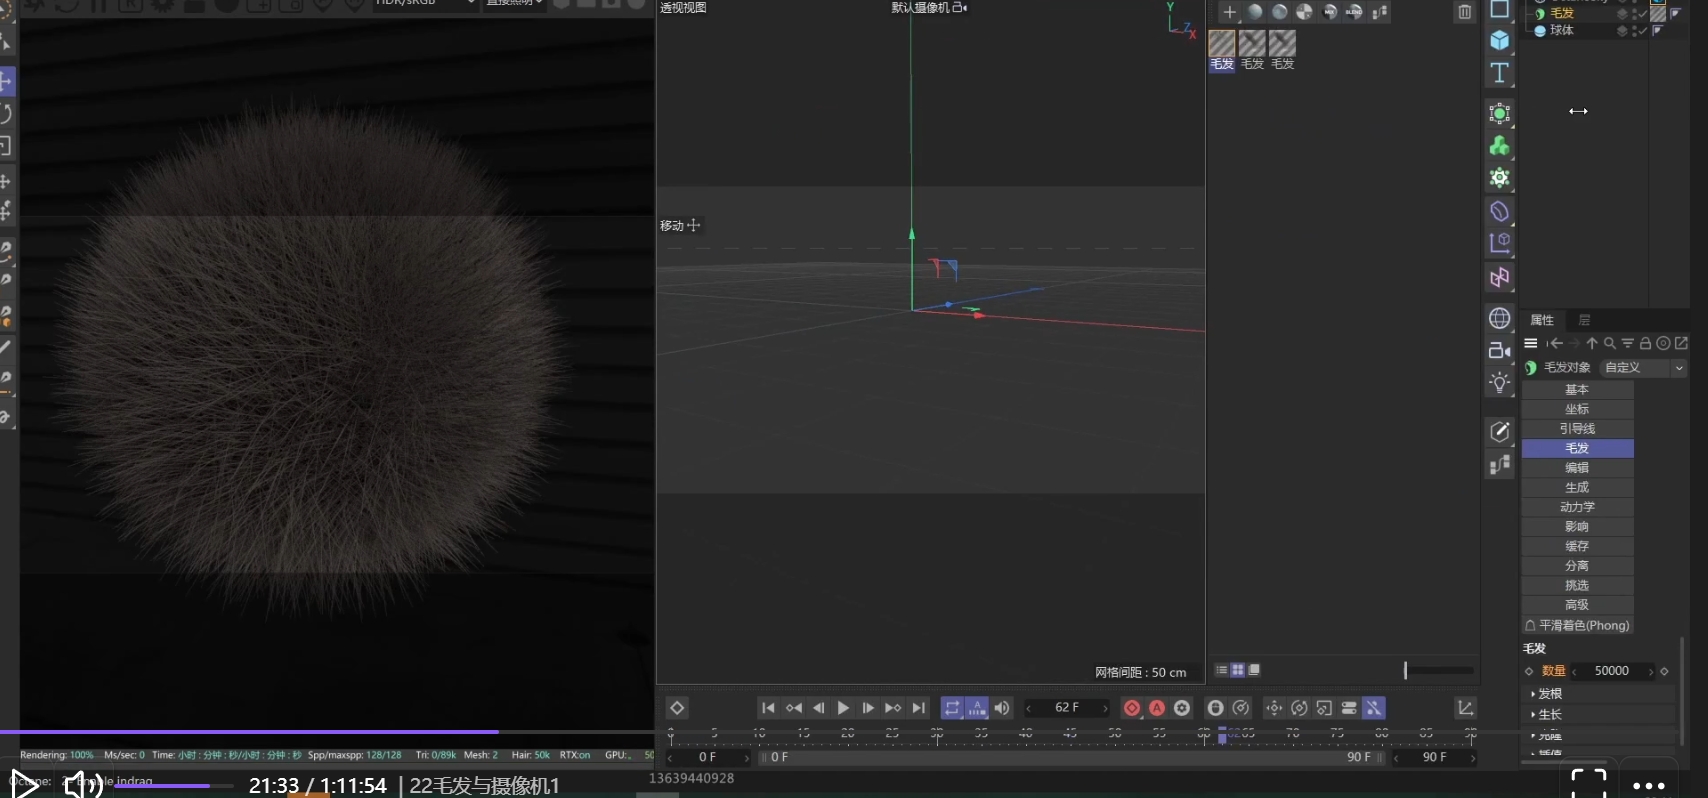 HDR/sRGB
直接照明
透视视图
默认摄像机
Y
Z
X
毛发
球体
毛发 毛发 毛发
MIX
BLEND
移动
属性 层
毛发对象 自定义
基本
坐标
引导线
毛发
编辑
生成
动力学
影响
缓存
分离
挑选
高级
平滑着色(Phong)
毛发
数量 50000
发根
生长
克隆
网格间距 : 50 cm
62 F
0 5 10 15 20 25 30 35 40 45 50 55 60 65 70 75 80 85 90
0 F 0 F 90 F 90 F
Rendering: 100% Ms/sec: 0 Time: 小时 : 分钟 : 秒/小时 : 分钟 : 秒 Spp/maxspp: 128/128 Tri: 0/89k Mesh: 2 Hair: 50k RTX:on GPU:
Octane:
21:33 / 1:11:54 | 22毛发与摄像机1
13639440928